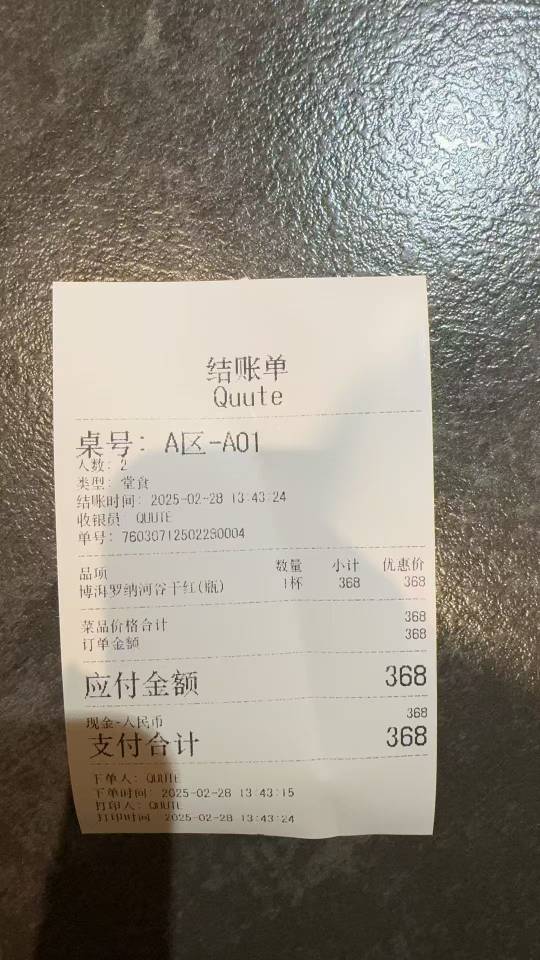 结账单
Quute
桌号: A区-A01
人数: 2
类型: 堂食
结账时间: 2025-02-28 13:43:24
收银员 QUUTE
单号: 76030712502280004
品项 数量 小计 优惠价
博湃罗纳河谷干红(瓶) 1杯 368 368
菜品价格合计 368
订单金额 368
应付金额 368
现金-人民币 368
支付合计 368
下单人: QUUTE
下单时间: 2025-02-28 13:43:15
打印人: QUUTE
打印时间: 2025-02-28 13:43:24